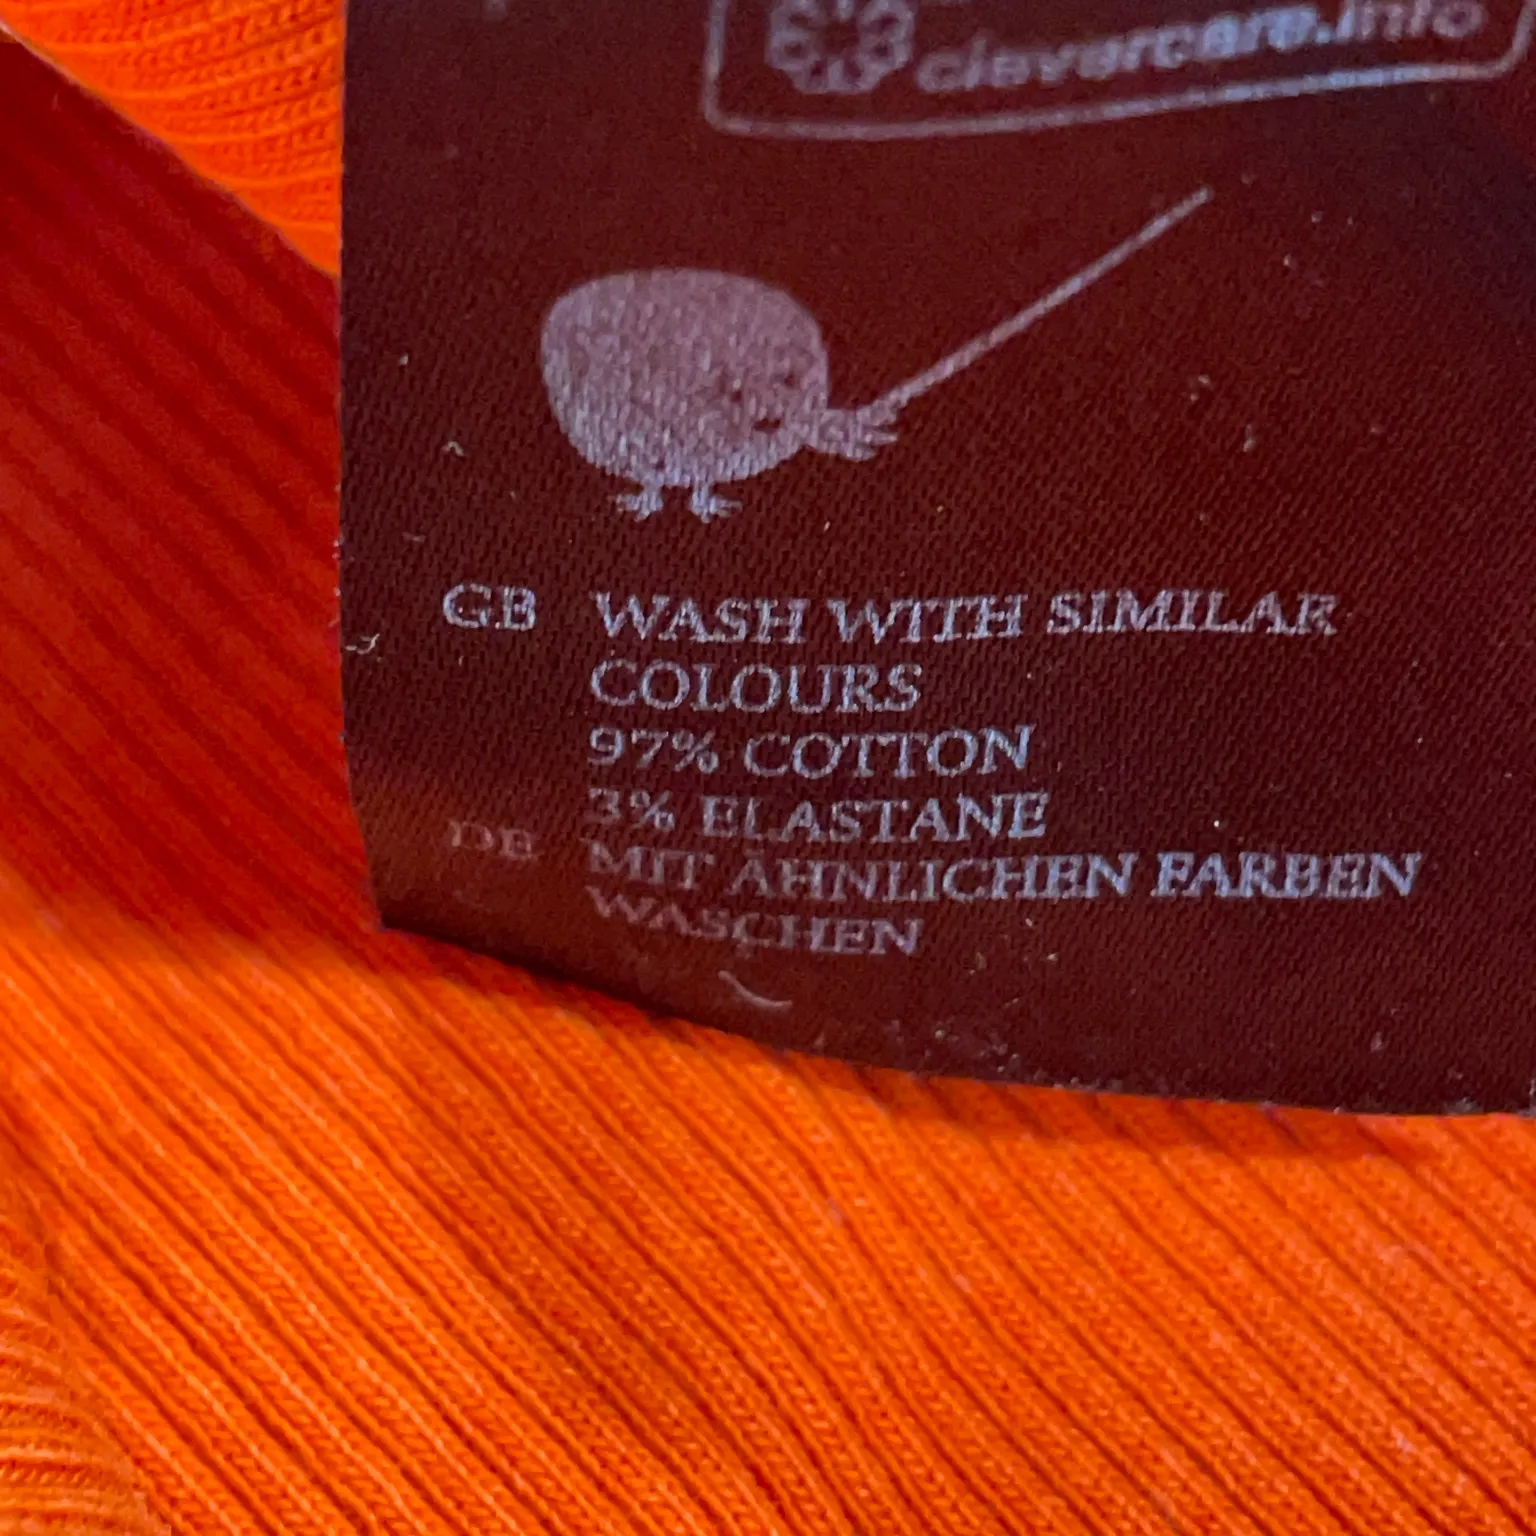 clevercare.info
GB WASH WITH SIMILAR
COLOURS
97% COTTON
3% ELASTANE
DE MIT ÄHNLICHEN FARBEN
WASCHEN